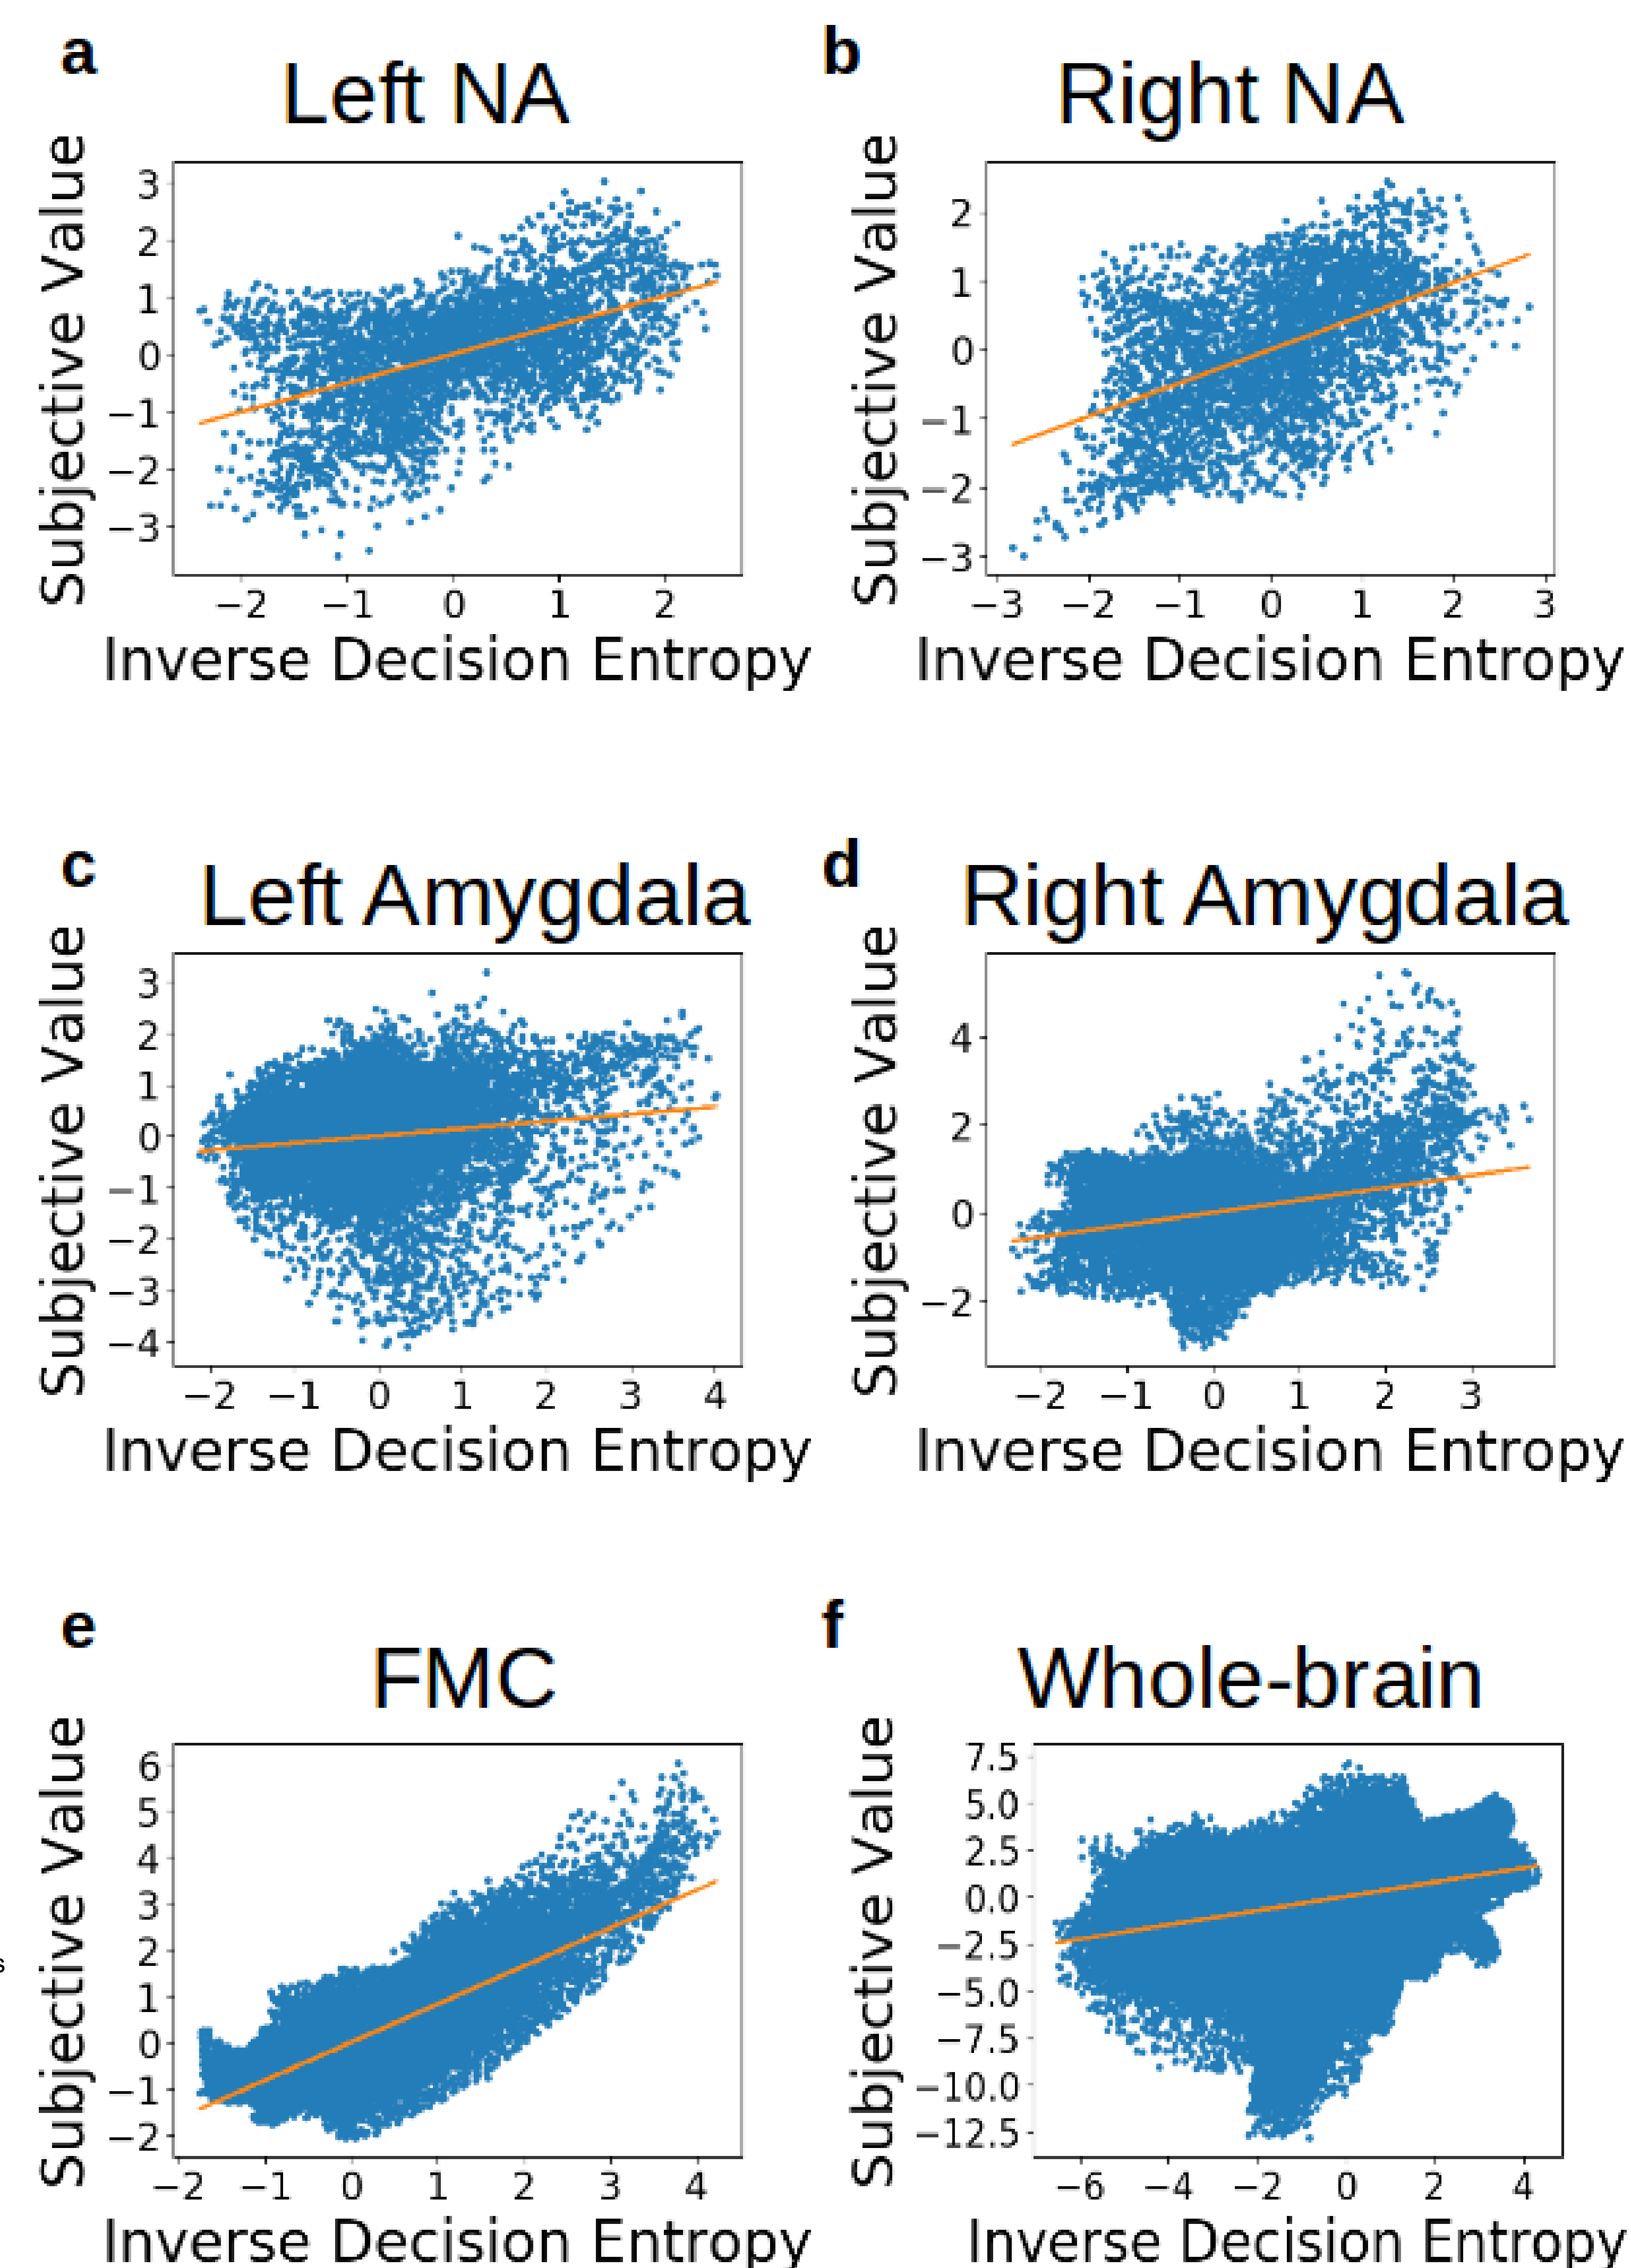 a
Left NA
Subjective Value
3
2
1
0
−1
−2
−3
−2 −1 0 1 2
Inverse Decision Entropy
b
Right NA
Subjective Value
2
1
0
−1
−2
−3
−3 −2 −1 0 1 2 3
Inverse Decision Entropy
c
Left Amygdala
Subjective Value
3
2
1
0
−1
−2
−3
−4
−2 −1 0 1 2 3 4
Inverse Decision Entropy
d
Right Amygdala
Subjective Value
4
2
0
−2
−2 −1 0 1 2 3
Inverse Decision Entropy
e
FMC
Subjective Value
6
5
4
3
2
1
0
−1
−2
−2 −1 0 1 2 3 4
Inverse Decision Entropy
s
f
Whole-brain
Subjective Value
7.5
5.0
2.5
0.0
−2.5
−5.0
−7.5
−10.0
−12.5
−6 −4 −2 0 2 4
Inverse Decision Entropy